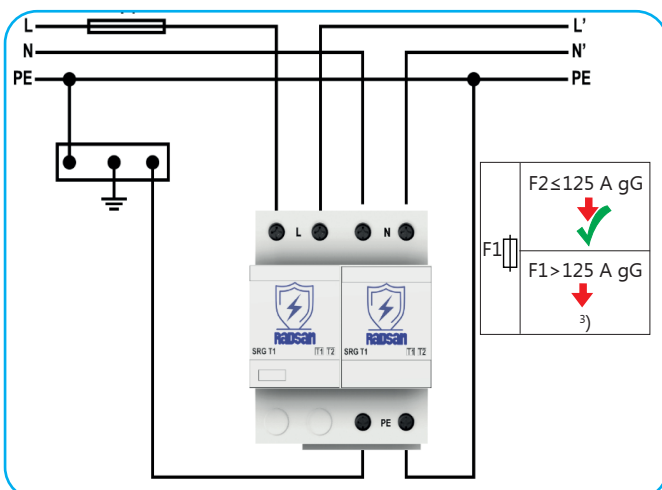 L
L'
N
N'
PE
PE
L
N
F2≤125 A gG
F1
F1>125 A gG
3)
RADSAN
RADSAN
SRG T1
T1 T2
SRG T1
T1 T2
PE